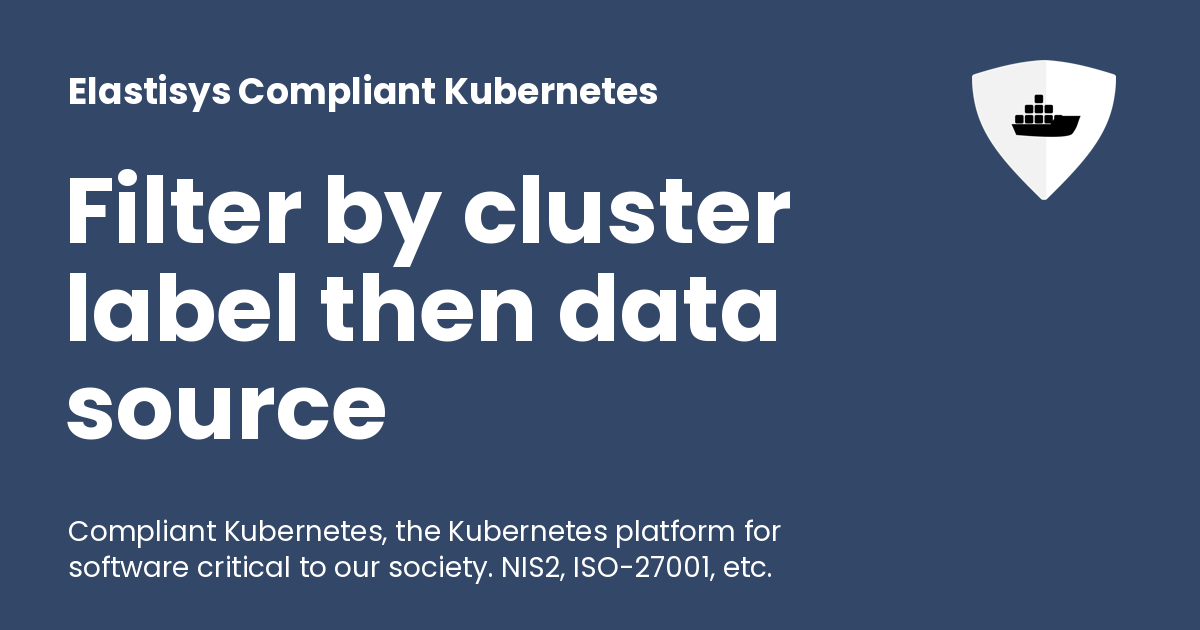 Elastisys Compliant Kubernetes
Filter by cluster
label then data
source
Compliant Kubernetes, the Kubernetes platform for
software critical to our society. NIS2, ISO-27001, etc.